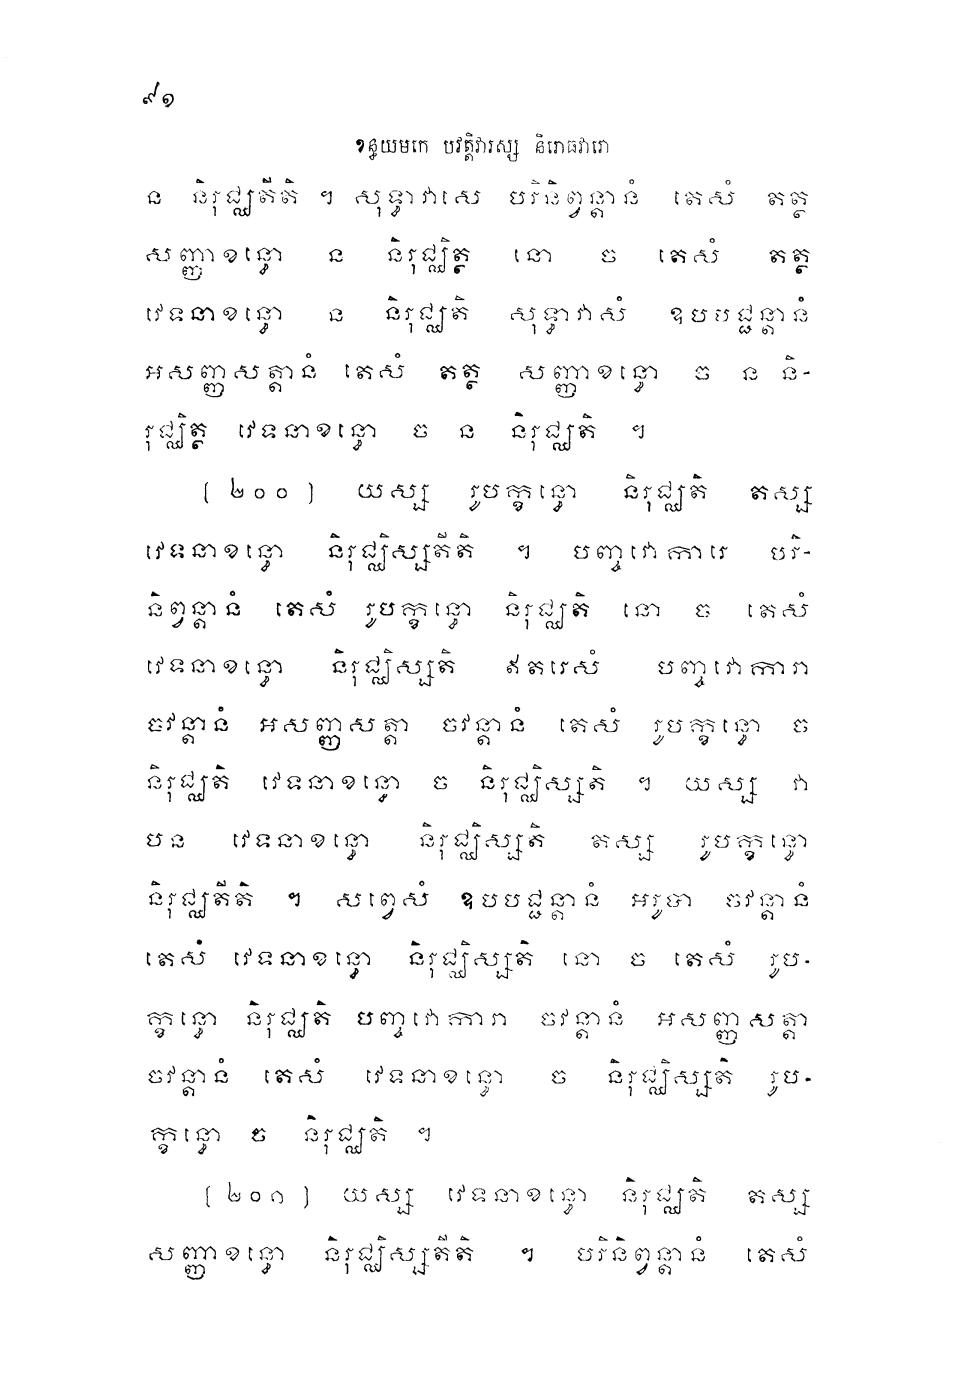 ៩១
ខន្ធយមកេ បវត្តិវារស្ស និរោធវារោ
ន និរុជ្ឈតីតិ ។ សុទ្ធាវាសេ បរិនិព្វន្តានំ តេសំ តត្ថ
សញ្ញាខន្ធោ ន និរុជ្ឈិត្ថ នោ ច តេសំ តត្ថ
វេទនាខន្ធោ ន និរុជ្ឈតិ សុទ្ធាវាសំ ឧបបជ្ជន្តានំ
អសញ្ញសត្តានំ តេសំ តត្ថ សញ្ញាខន្ធោ ច ន និ-
រុជ្ឈិត្ថ វេទនាខន្ធោ ច ន និរុជ្ឈតិ ។
(២០០) យស្ស រូបក្ខន្ធោ និរុជ្ឈតិ តស្ស
វេទនាខន្ធោ និរុជ្ឈិស្សតីតិ ។ បញ្ចវោការេ បរិ-
និព្វន្តានំ តេសំ រូបក្ខន្ធោ និរុជ្ឈតិ នោ ច តេសំ
វេទនាខន្ធោ និរុជ្ឈិស្សតិ ឥតរេសំ បញ្ចវោការា
ចវន្តានំ អសញ្ញសត្តា ចវន្តានំ តេសំ រូបក្ខន្ធោ ច
និរុជ្ឈតិ វេទនាខន្ធោ ច និរុជ្ឈិស្សតិ ។ យស្ស វា
បន វេទនាខន្ធោ និរុជ្ឈិស្សតិ តស្ស រូបក្ខន្ធោ
និរុជ្ឈតីតិ ។ សព្វេសំ ឧបបជ្ជន្តានំ អរូបា ចវន្តានំ
តេសំ វេទនាខន្ធោ និរុជ្ឈិស្សតិ នោ ច តេសំ រូប-
ក្ខន្ធោ និរុជ្ឈតិ បញ្ចវោការា ចវន្តានំ អសញ្ញសត្តា
ចវន្តានំ តេសំ វេទនាខន្ធោ ច និរុជ្ឈិស្សតិ រូប-
ក្ខន្ធោ ច និរុជ្ឈតិ ។
(២០១) យស្ស វេទនាខន្ធោ និរុជ្ឈតិ តស្ស
សញ្ញាខន្ធោ និរុជ្ឈិស្សតីតិ ។ បរិនិព្វន្តានំ តេសំ